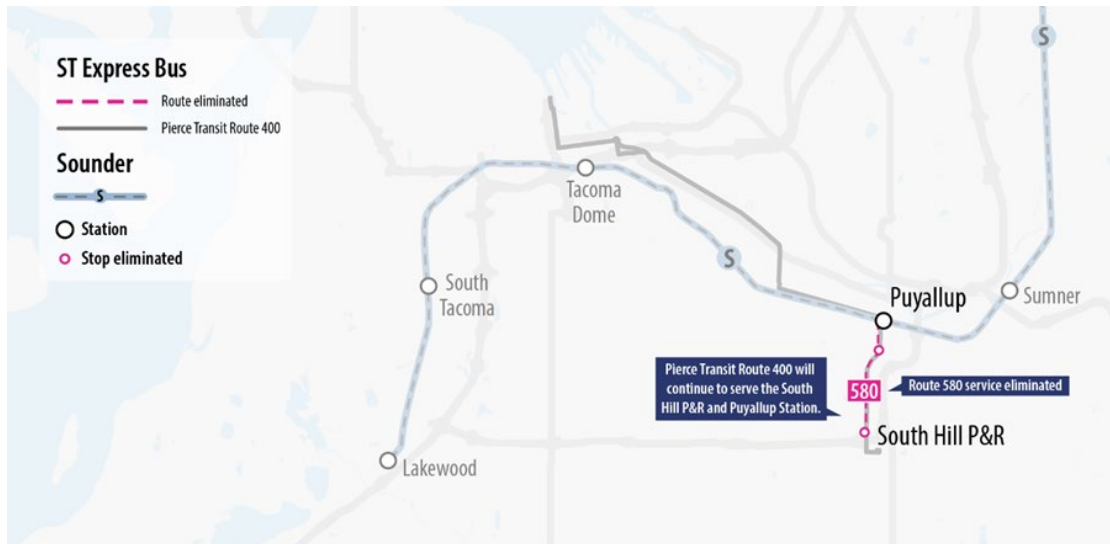 ST Express Bus
Route eliminated
Pierce Transit Route 400
Sounder
S
Station
Stop eliminated
S
Tacoma
Dome
S
South
Tacoma
Puyallup
Sumner
Pierce Transit Route 400 will
continue to serve the South
Hill P&R and Puyallup Station.
580
Route 580 service eliminated
South Hill P&R
Lakewood